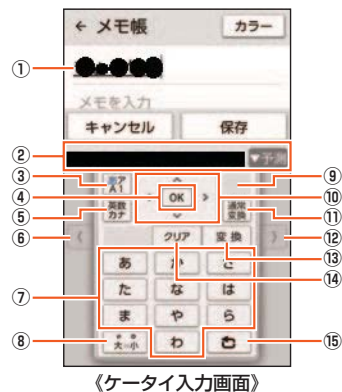 ← メモ帳 カラー
①
メモを入力
キャンセル 保存
② ▼予測
③ あア A1 ⑨
④ OK ⑩
⑤ 英数カナ 通常変換 ⑪
⑥ ⑫
クリア 変換 ⑬
⑭
あ か さ
⑦ た な は
ま や ら
⑧ 大⇔小 わ ⑮
《ケータイ入力画面》